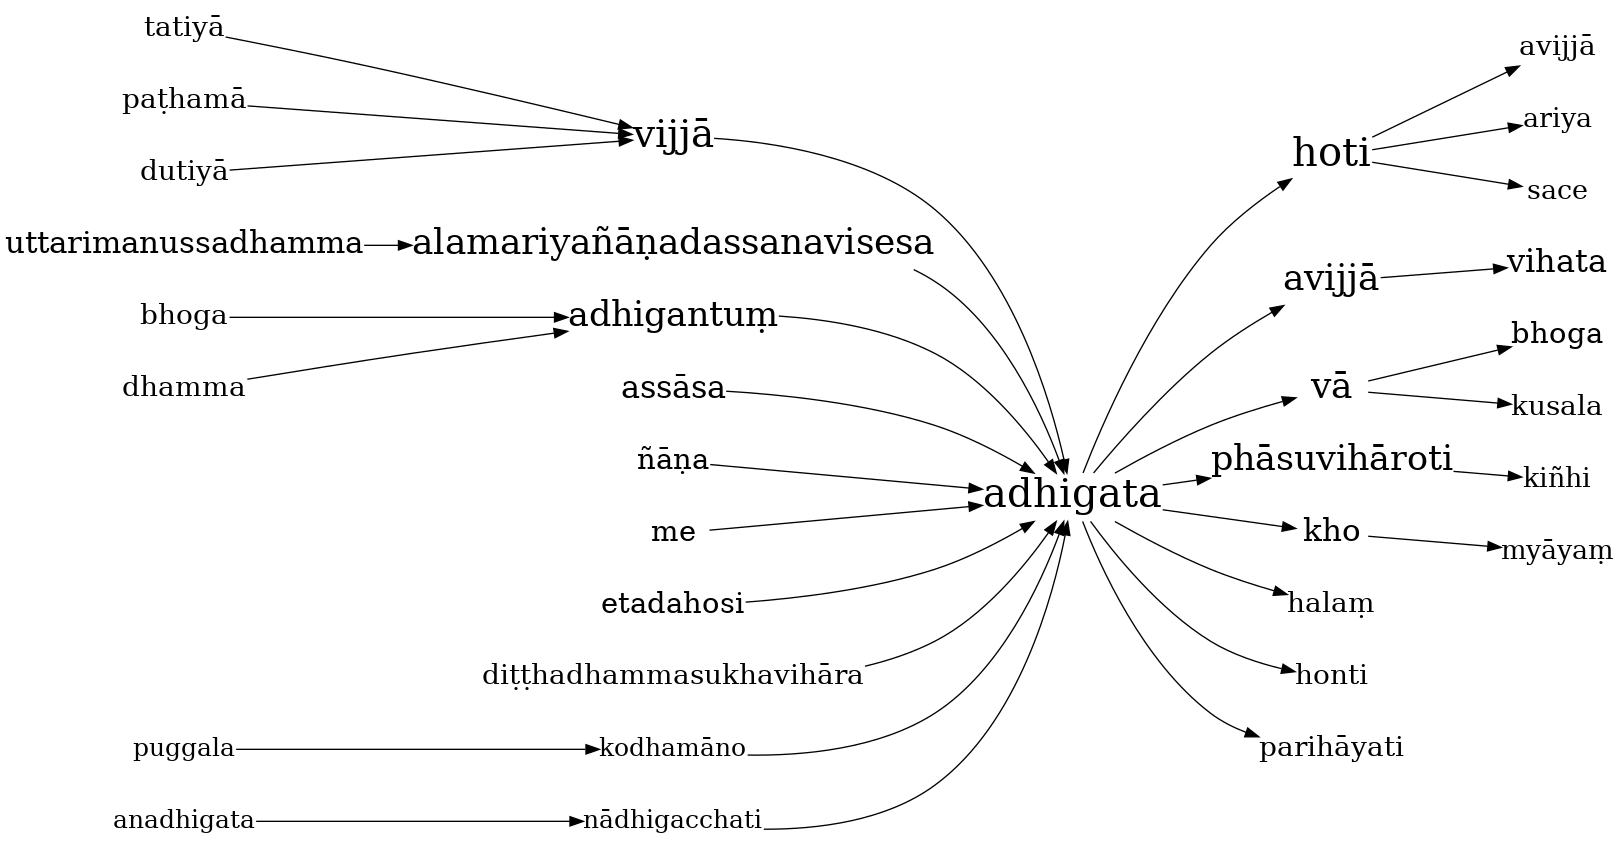 tatiyā
paṭhamā
dutiyā
uttarimanussadhamma
bhoga
dhamma
puggala
anadhigata
vijjā
alamariyañāṇadassanavisesa
adhigantuṃ
assāsa
ñāṇa
me
etadahosi
diṭṭhadhammasukhavihāra
kodhamāno
nādhigacchati
adhigata
hoti
avijjā
vā
phāsuvihāroti
kho
halaṃ
honti
parihāyati
avijjā
ariya
sace
vihata
bhoga
kusala
kiñhi
myāyaṃ